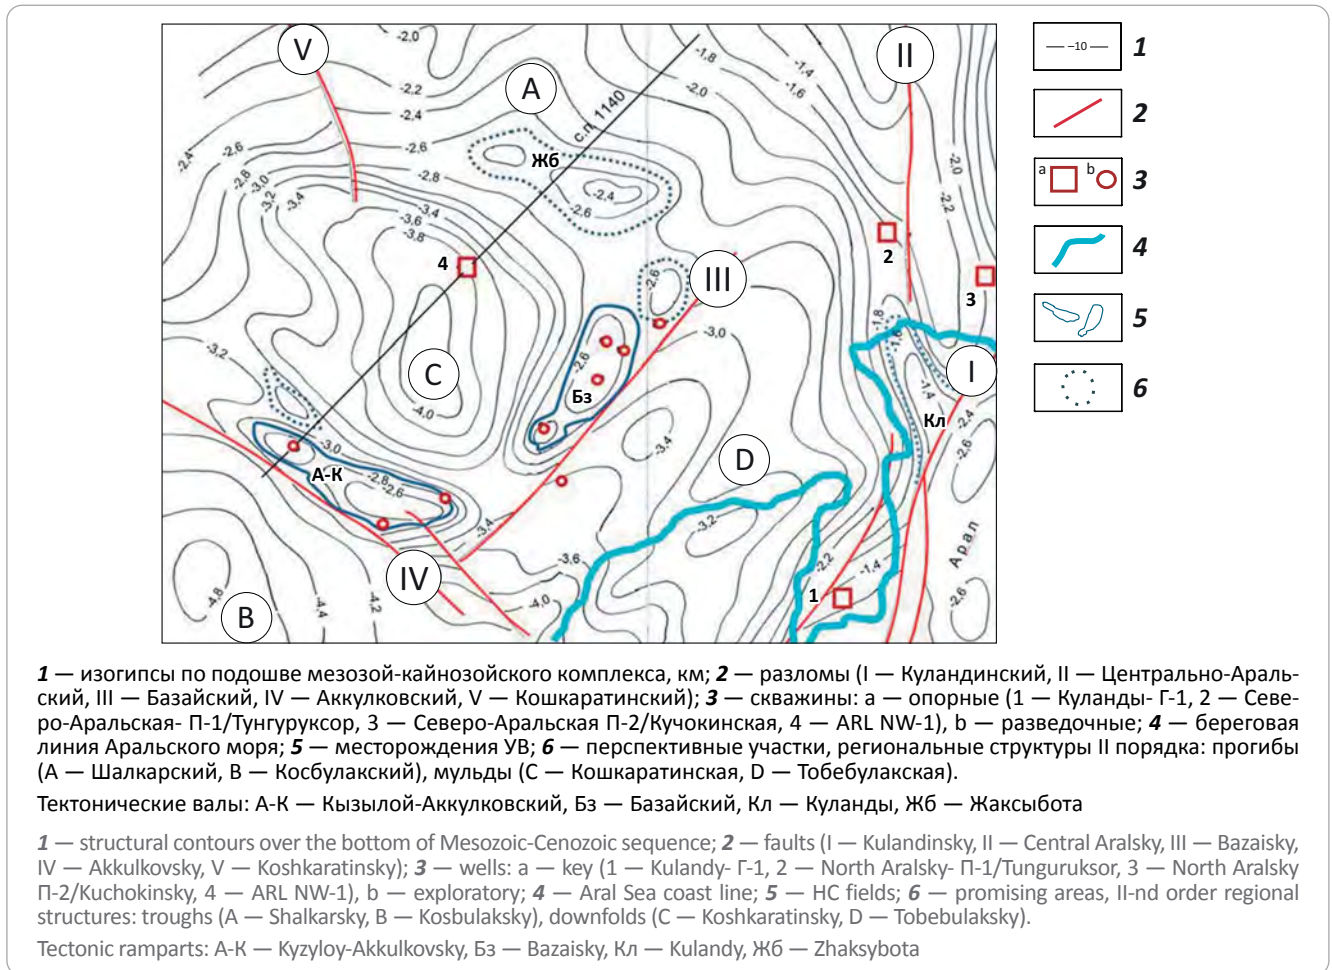 V
II
-2,0
-1,8
-1,4
-1,6
-2,0
A
-2,2
-2,4
с.п. 1140
-2,4
-2,6
-2,8
-3,0
-3,2
-3,4
-2,6
-2,8
Жб
-2,4
-2,6
-2,0
-2,2
-3,4
-3,6
-3,8
4
2
3
-2,6
III
-3,0
-1,8
-1,6
-3,2
C
-4,0
-2,6
Бз
I
-1,4
-2,4
Кл
-2,6
-3,0
А-К
-2,8
-2,6
-3,4
D
-3,4
-3,2
-3,6
IV
-4,0
-4,8
B
-4,4
-4,2
-2,2
-1,4
1
Арал
-2,6
—10—
1
2
a
b
3
4
5
6
1 — изогипсы по подошве мезозой-кайнозойского комплекса, км; 2 — разломы (I — Куландинский, II — Центрально-Араль-
ский, III — Базайский, IV — Аккулковский, V — Кошкаратинский); 3 — скважины: a — опорные (1 — Куланды- Г-1, 2 — Севе-
ро-Аральская- П-1/Тунгуруксор, 3 — Северо-Аральская П-2/Кучокинская, 4 — ARL NW-1), b — разведочные; 4 — береговая
линия Аральского моря; 5 — месторождения УВ; 6 — перспективные участки, региональные структуры II порядка: прогибы
(А — Шалкарский, В — Косбулакский), мульды (С — Кошкаратинская, D — Тобебулакская).
Тектонические валы: А-К — Кызылой-Аккулковский, Бз — Базайский, Кл — Куланды, Жб — Жаксыбота
1 — structural contours over the bottom of Mesozoic-Cenozoic sequence; 2 — faults (I — Kulandinsky, II — Central Aralsky, III — Bazaisky,
IV — Akkulkovsky, V — Koshkaratinsky); 3 — wells: a — key (1 — Kulandy- Г-1, 2 — North Aralsky- П-1/Tunguruksor, 3 — North Aralsky
П-2/Kuchokinsky, 4 — ARL NW-1), b — exploratory; 4 — Aral Sea coast line; 5 — HC fields; 6 — promising areas, II-nd order regional
structures: troughs (A — Shalkarsky, B — Kosbulaksky), downfolds (C — Koshkaratinsky, D — Tobebulaksky).
Tectonic ramparts: А-К — Kyzyloy-Akkulkovsky, Бз — Bazaisky, Кл — Kulandy, Жб — Zhaksybota